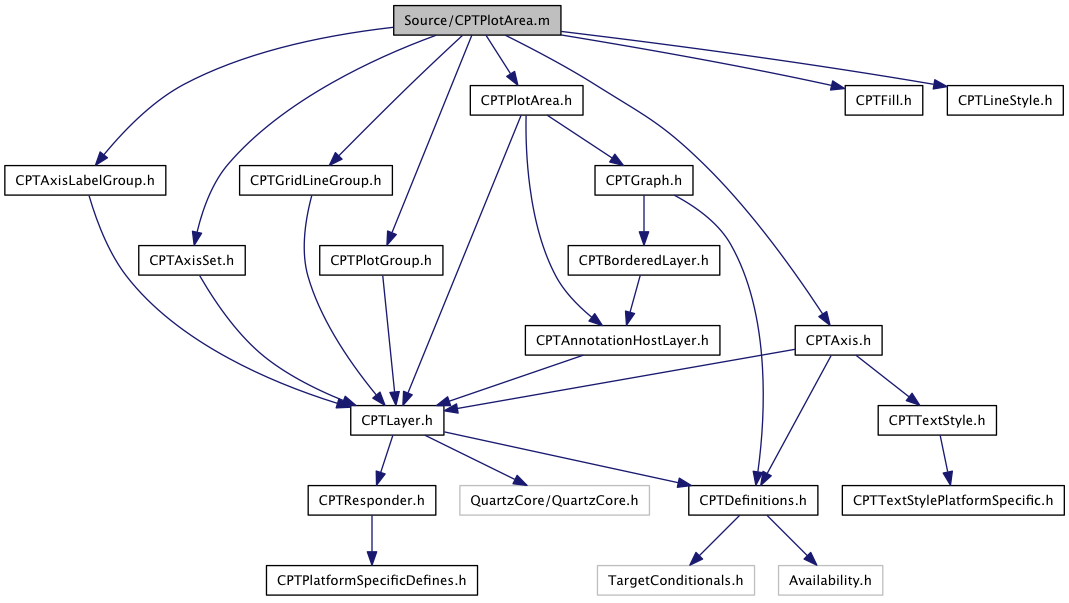 Source/CPTPlotArea.m
CPTPlotArea.h
CPTFill.h
CPTLineStyle.h
CPTAxisLabelGroup.h
CPTGridLineGroup.h
CPTGraph.h
CPTAxisSet.h
CPTPlotGroup.h
CPTBorderedLayer.h
CPTAnnotationHostLayer.h
CPTAxis.h
CPTLayer.h
CPTTextStyle.h
CPTResponder.h
QuartzCore/QuartzCore.h
CPTDefinitions.h
CPTTextStylePlatformSpecific.h
CPTPlatformSpecificDefines.h
TargetConditionals.h
Availability.h